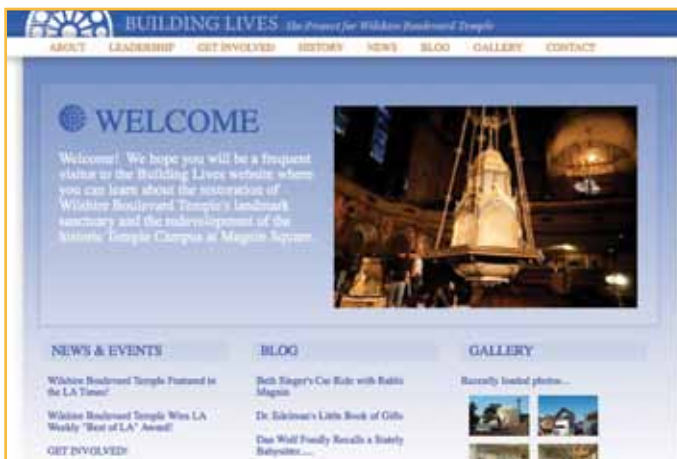 BUILDING LIVES The Project for Wilshire Boulevard Temple
ABOUT LEADERSHIP GET INVOLVED HISTORY NEWS BLOG GALLERY CONTACT
WELCOME
Welcome! We hope you will be a frequent
visitor to the Building Lives website where
you can learn about the restoration of
Wilshire Boulevard Temple's landmark
sanctuary and the redevelopment of the
historic Temple Campus at Magnin Square.
NEWS & EVENTS
Wilshire Boulevard Temple Featured in
the LA Times!
Wilshire Boulevard Temple Wins LA
Weekly "Best of LA" Award!
GET INVOLVED!
BLOG
Beth Singer's Car Ride with Rabbi
Magnin
Dr. Edelman's Little Book of Gifts
Dan Wolf Fondly Recalls a Stately
Babysitter.....
GALLERY
Recently loaded photos...